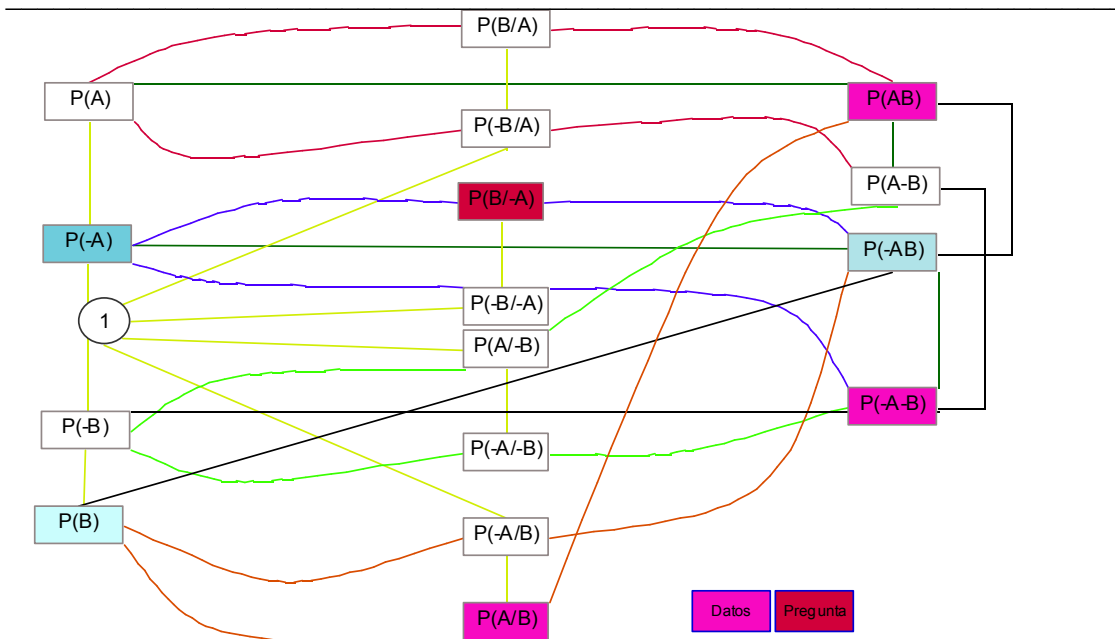 P(B/A)
P(A)
P(AB)
P(-B/A)
P(A-B)
P(B/-A)
P(-A)
P(-AB)
P(-B/-A)
1
P(A/-B)
P(-A-B)
P(-B)
P(-A/-B)
P(B)
P(-A/B)
P(A/B)
Datos
Pregunta